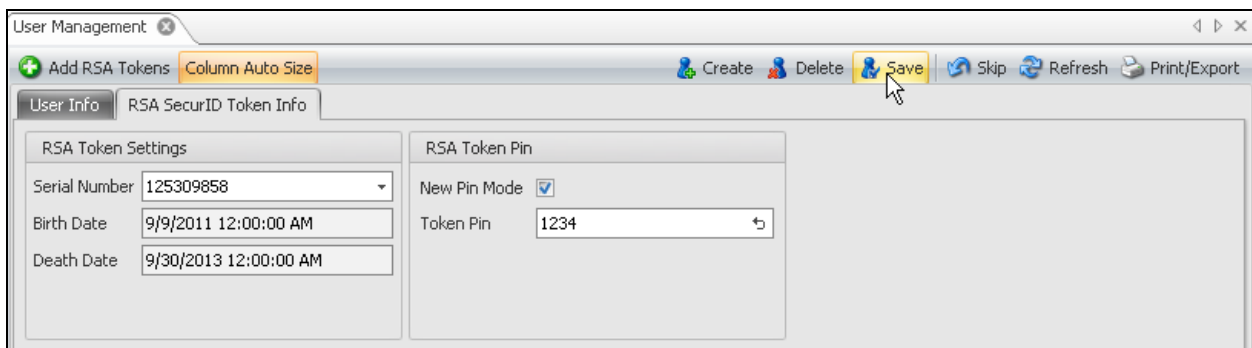 User Management
Add RSA Tokens Column Auto Size Create Delete Save Skip Refresh Print/Export
User Info RSA SecurID Token Info
RSA Token Settings RSA Token Pin
Serial Number 125309858 New Pin Mode
Birth Date 9/9/2011 12:00:00 AM Token Pin 1234
Death Date 9/30/2013 12:00:00 AM